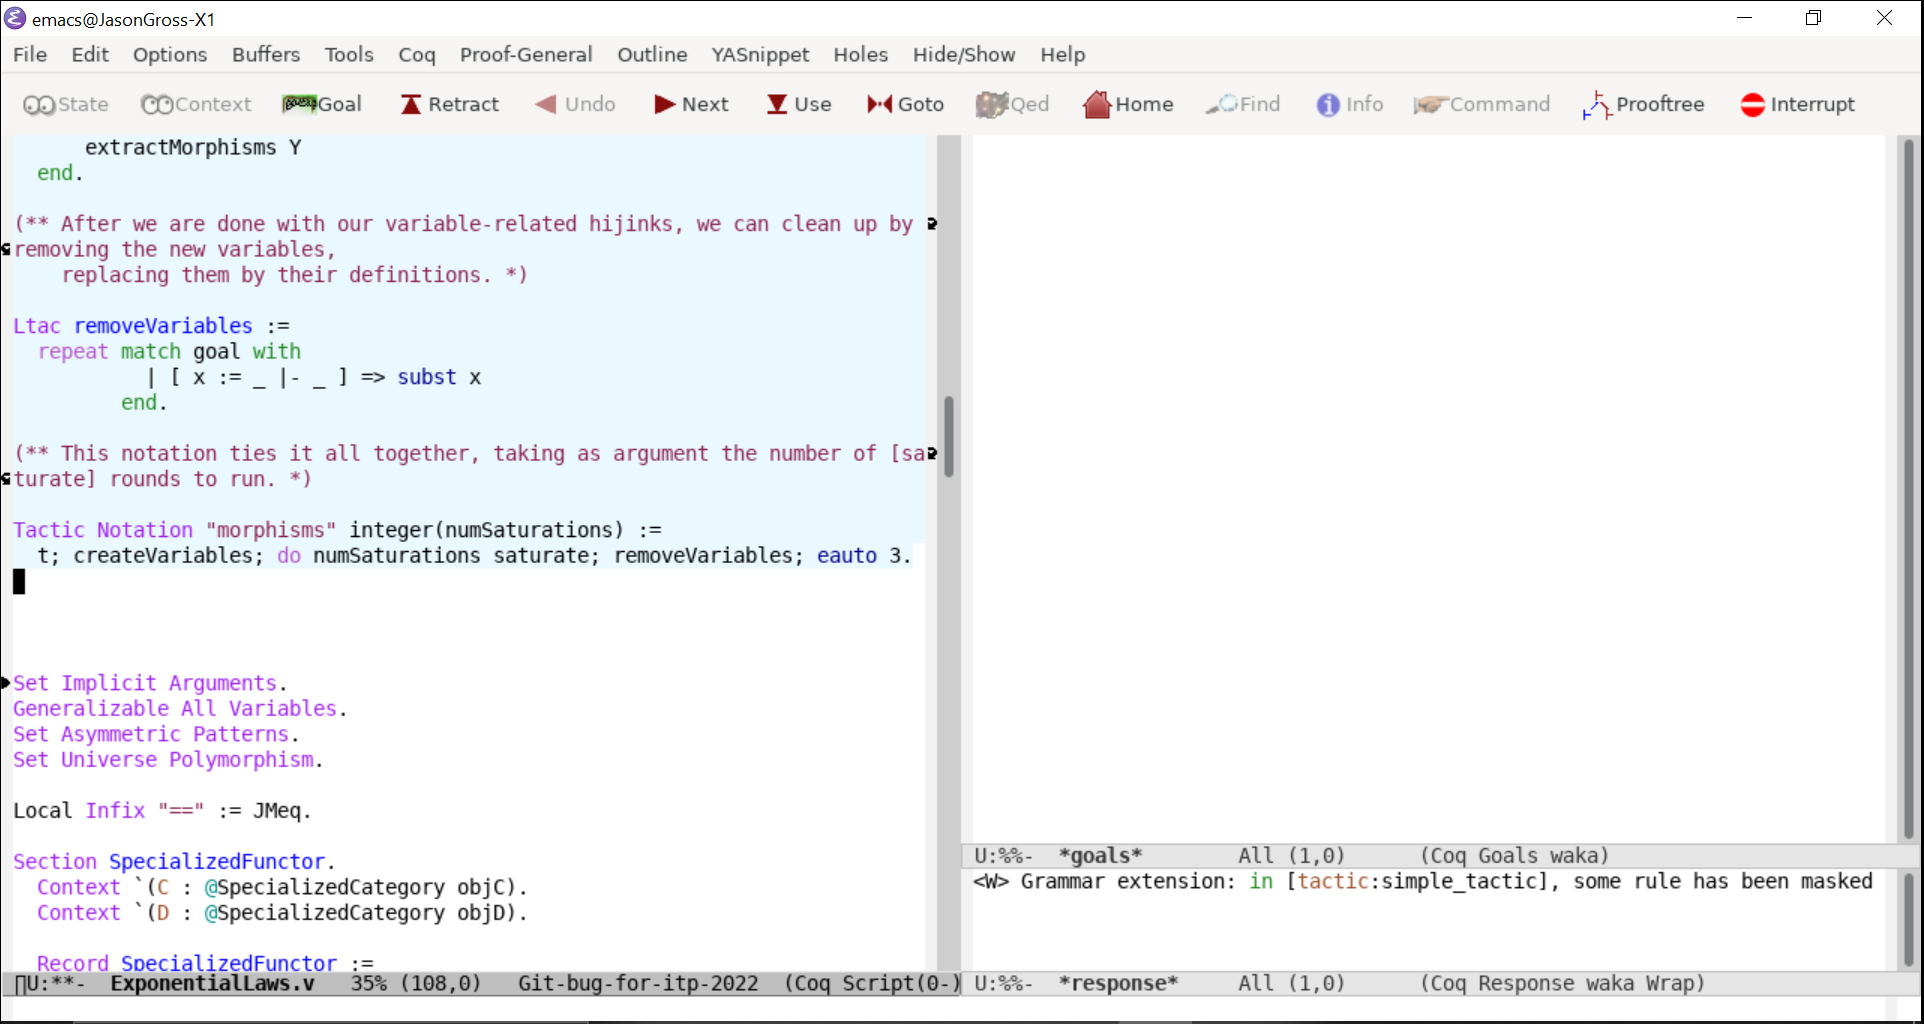 emacs@JasonGross-X1
File Edit Options Buffers Tools Coq Proof-General Outline YASnippet Holes Hide/Show Help
State Context Goal Retract Undo Next Use Goto Qed Home Find Info Command Prooftree Interrupt
      extractMorphisms Y
  end.
(** After we are done with our variable-related hijinks, we can clean up by
removing the new variables,
    replacing them by their definitions. *)
Ltac removeVariables :=
  repeat match goal with
           | [ x := _ |- _ ] => subst x
         end.
(** This notation ties it all together, taking as argument the number of [sa
turate] rounds to run. *)
Tactic Notation "morphisms" integer(numSaturations) :=
  t; createVariables; do numSaturations saturate; removeVariables; eauto 3.
Set Implicit Arguments.
Generalizable All Variables.
Set Asymmetric Patterns.
Set Universe Polymorphism.
Local Infix "==" := JMeq.
Section SpecializedFunctor.
  Context `(C : @SpecializedCategory objC).
  Context `(D : @SpecializedCategory objD).
  Record SpecializedFunctor :=
U:**-  ExponentialLaws.v   35% (108,0)   Git-bug-for-itp-2022  (Coq Script(0-)
U:%%-  *goals*        All (1,0)      (Coq Goals waka)
<W> Grammar extension: in [tactic:simple_tactic], some rule has been masked
U:%%-  *response*     All (1,0)      (Coq Response waka Wrap)